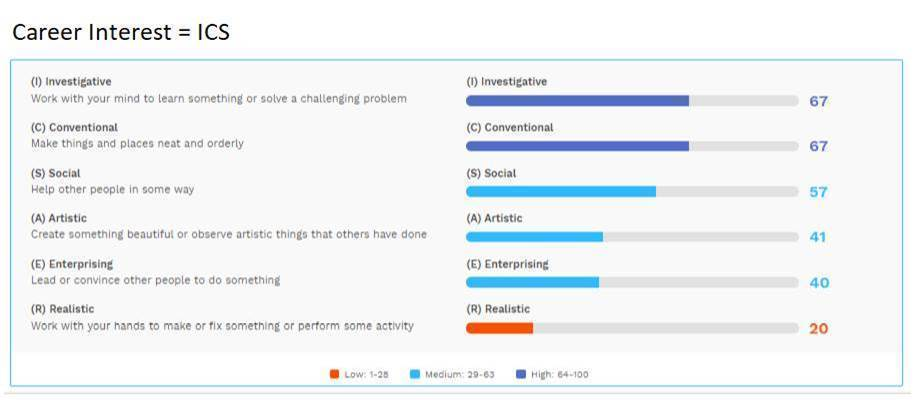 Career Interest = ICS
(I) Investigative
Work with your mind to learn something or solve a challenging problem
(I) Investigative
67
(C) Conventional
Make things and places neat and orderly
(C) Conventional
67
(S) Social
Help other people in some way
(S) Social
57
(A) Artistic
Create something beautiful or observe artistic things that others have done
(A) Artistic
41
(E) Enterprising
Lead or convince other people to do something
(E) Enterprising
40
(R) Realistic
Work with your hands to make or fix something or perform some activity
(R) Realistic
20
Low: 1-28 Medium: 29-63 High: 64-100